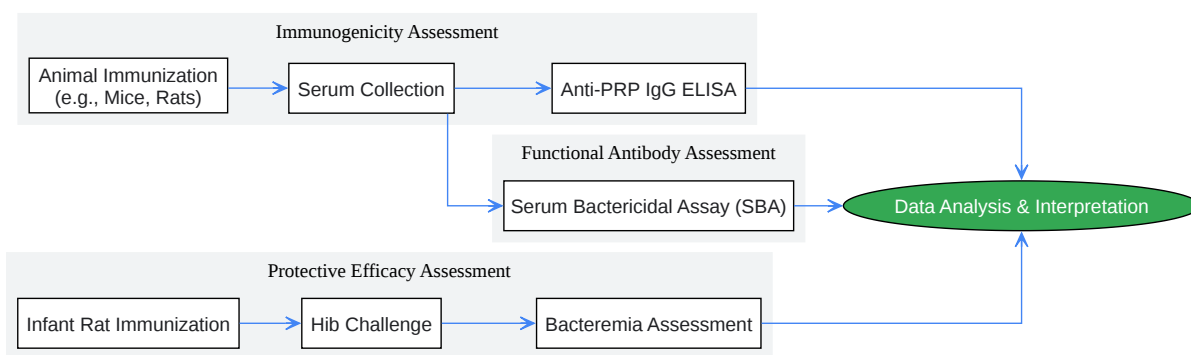 Immunogenicity Assessment
Animal Immunization
(e.g., Mice, Rats)
Serum Collection
Anti-PRP IgG ELISA
Functional Antibody Assessment
Serum Bactericidal Assay (SBA)
Data Analysis & Interpretation
Protective Efficacy Assessment
Infant Rat Immunization
Hib Challenge
Bacteremia Assessment